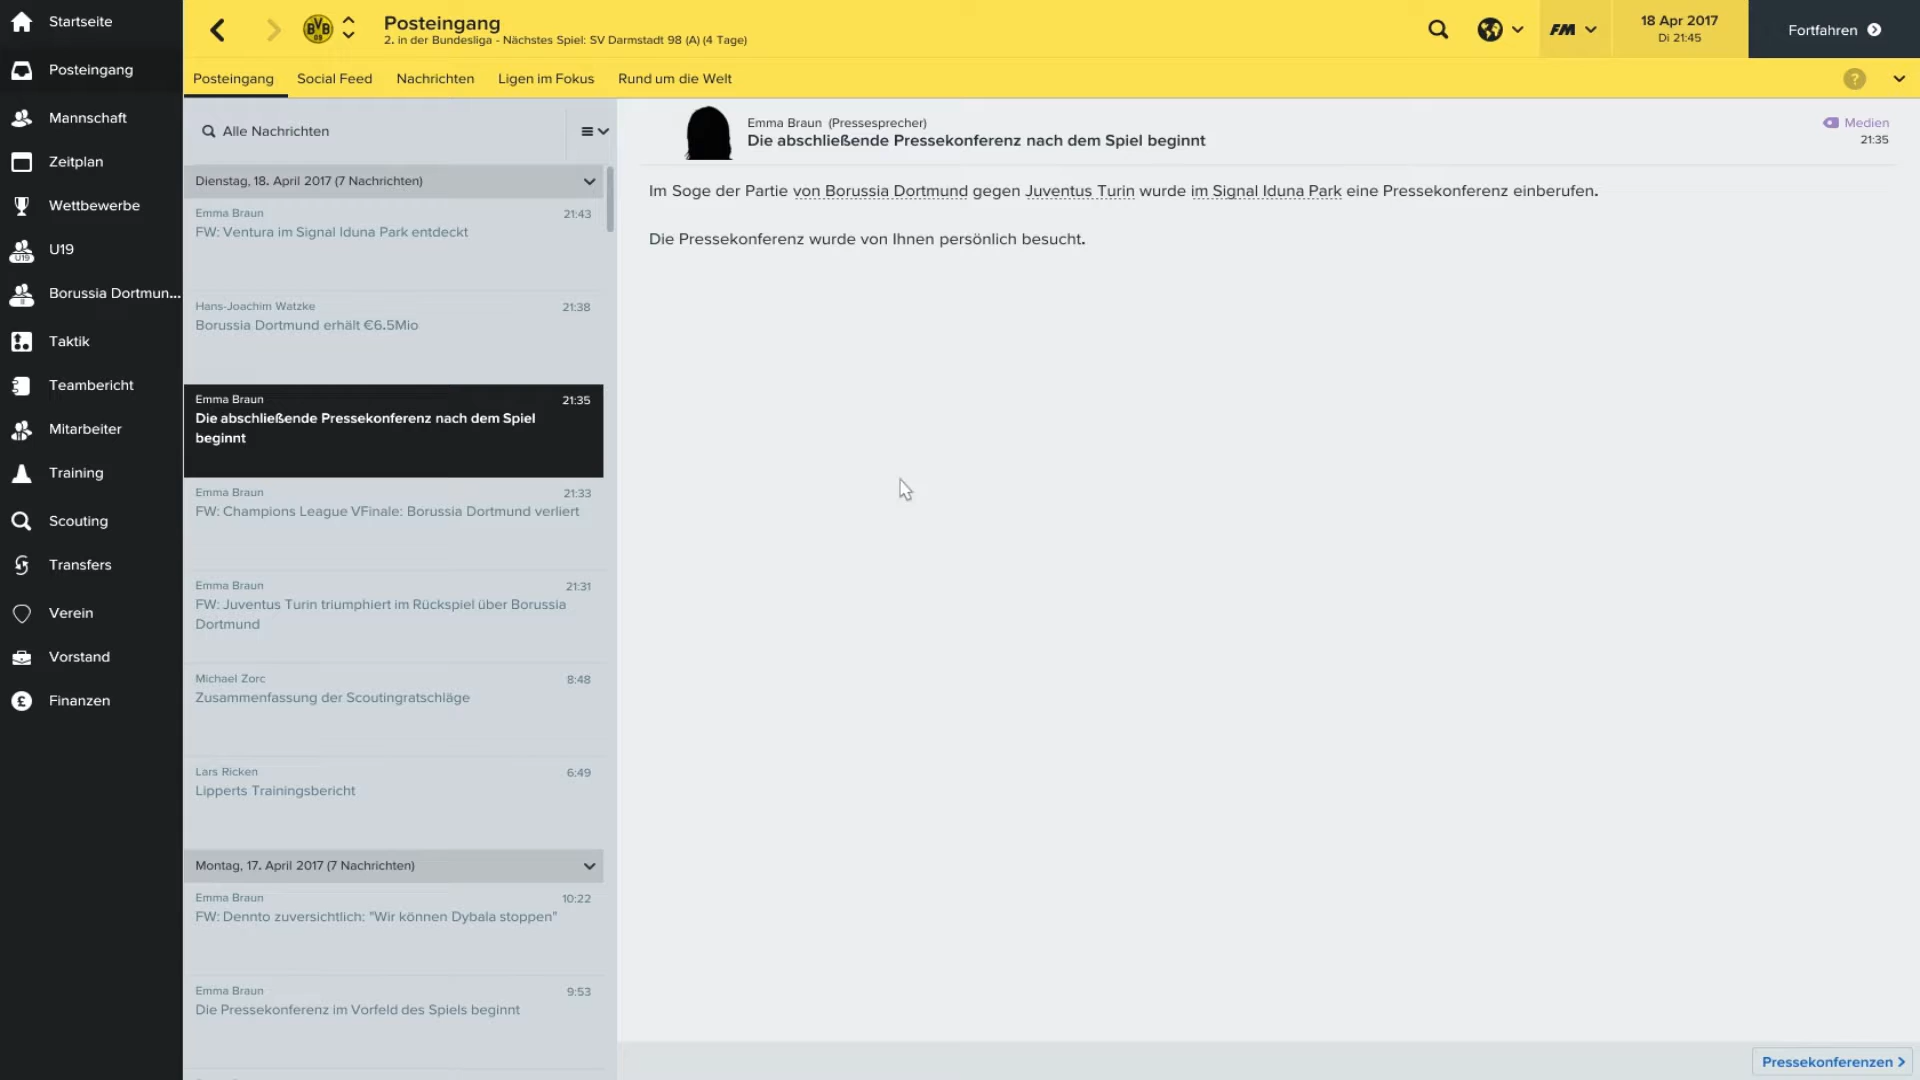 Startseite
Posteingang
Mannschaft
Zeitplan
Wettbewerbe
U19
U19
Borussia Dortmun...
II
Taktik
Teambericht
Mitarbeiter
Training
Scouting
Transfers
Verein
Vorstand
Finanzen
BVB
09
Posteingang
2. in der Bundesliga - Nächstes Spiel: SV Darmstadt 98 (A) (4 Tage)
FM
18 Apr 2017
Di 21:45
Fortfahren
Posteingang Social Feed Nachrichten Ligen im Fokus Rund um die Welt
?
Alle Nachrichten
Dienstag, 18. April 2017 (7 Nachrichten)
Emma Braun 21:43
FW: Ventura im Signal Iduna Park entdeckt
Hans-Joachim Watzke 21:38
Borussia Dortmund erhält €6.5Mio
Emma Braun 21:35
Die abschließende Pressekonferenz nach dem Spiel
beginnt
Emma Braun 21:33
FW: Champions League VFinale: Borussia Dortmund verliert
Emma Braun 21:31
FW: Juventus Turin triumphiert im Rückspiel über Borussia
Dortmund
Michael Zorc 8:48
Zusammenfassung der Scoutingratschläge
Lars Ricken 6:49
Lipperts Trainingsbericht
Montag, 17. April 2017 (7 Nachrichten)
Emma Braun 10:22
FW: Dennto zuversichtlich: "Wir können Dybala stoppen"
Emma Braun 9:53
Die Pressekonferenz im Vorfeld des Spiels beginnt
Emma Braun (Pressesprecher)
Die abschließende Pressekonferenz nach dem Spiel beginnt
Medien
21:35
Im Soge der Partie von Borussia Dortmund gegen Juventus Turin wurde im Signal Iduna Park eine Pressekonferenz einberufen.
Die Pressekonferenz wurde von Ihnen persönlich besucht.
Pressekonferenzen